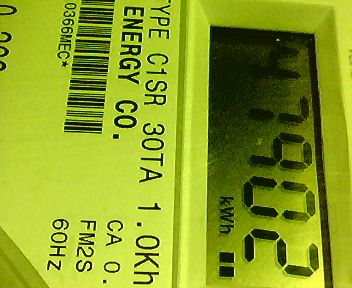 47902
kWh
TYPE C1SR 30TA 1.0Kh
ENERGY CO. CA 0.
FM2S
60Hz
0366MEC*